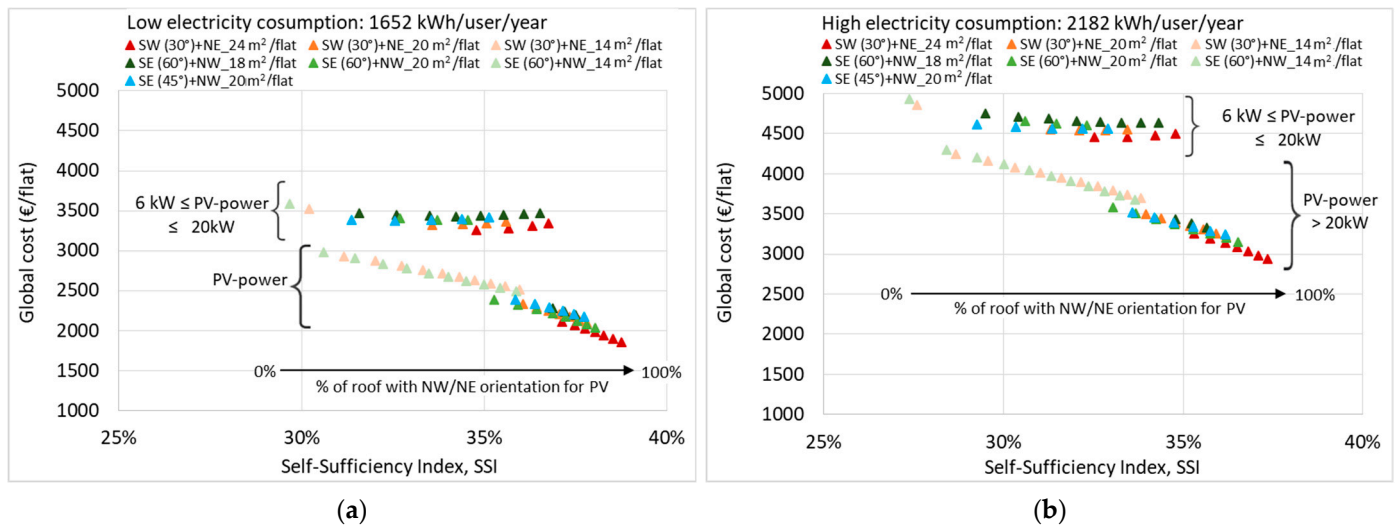 Low electricity cosumption: 1652 kWh/user/year
SW (30°)+NE_24 m²/flat SW (30°)+NE_20 m²/flat SW (30°)+NE_14 m²/flat
SE (60°)+NW_18 m²/flat SE (60°)+NW_20 m²/flat SE (60°)+NW_14 m²/flat
SE (45°)+NW_20m²/flat
Global cost (€/flat)
5000
4500
4000
3500
3000
2500
2000
1500
1000
6 kW ≤ PV-power
≤ 20kW
PV-power
0% 100%
% of roof with NW/NE orientation for PV
25% 30% 35% 40%
Self-Sufficiency Index, SSI
(a)
High electricity cosumption: 2182 kWh/user/year
SW (30°)+NE_24 m²/flat SW (30°)+NE_20 m²/flat SW (30°)+NE_14 m²/flat
SE (60°)+NW_18 m²/flat SE (60°)+NW_20 m²/flat SE (60°)+NW_14 m²/flat
SE (45°)+NW_20 m²/flat
Global cost (€/flat)
5000
4500
4000
3500
3000
2500
2000
1500
1000
6 kW ≤ PV-power
≤ 20kW
PV-power
> 20kW
0% 100%
% of roof with NW/NE orientation for PV
25% 30% 35% 40%
Self-Sufficiency Index, SSI
(b)